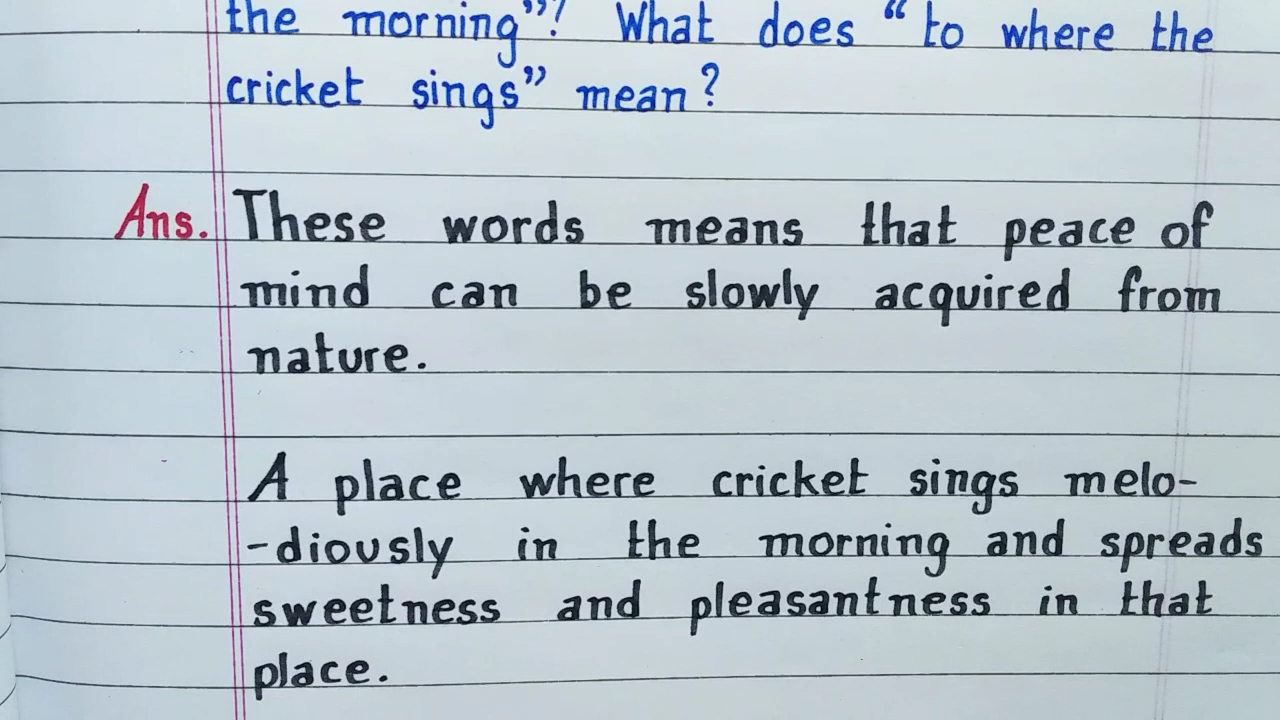 the morning"? What does "to where the
cricket sings" mean?
Ans. These words means that peace of
mind can be slowly acquired from
nature.
A place where cricket sings melo-
-diously in the morning and spreads
sweetness and pleasantness in that
place.